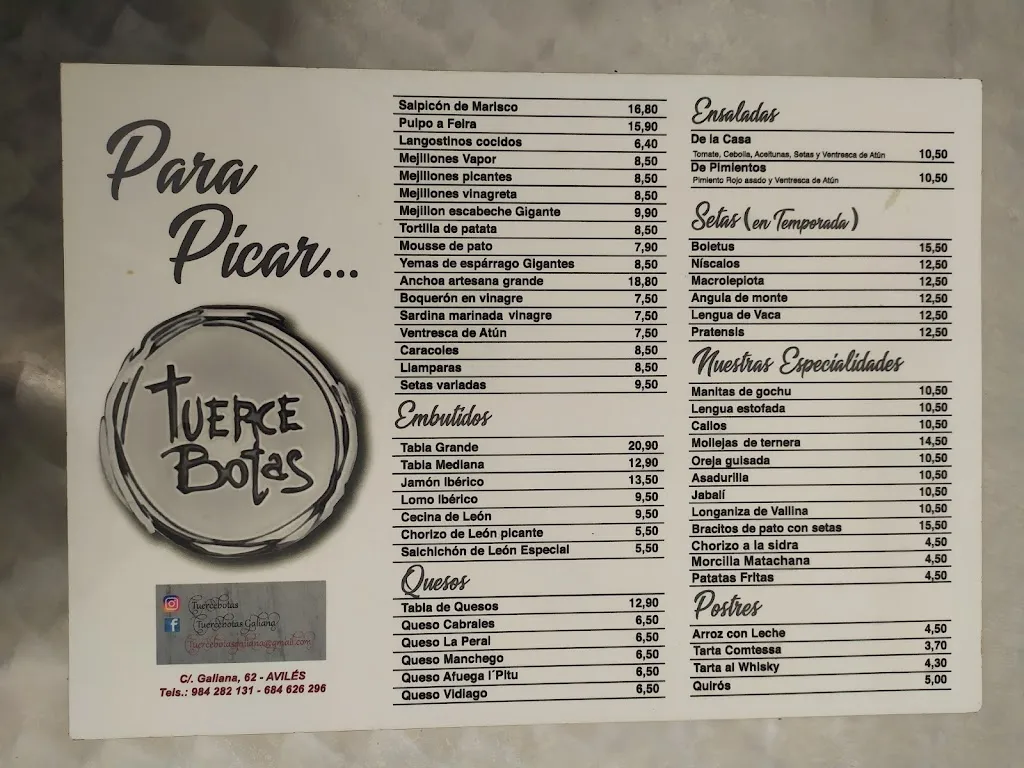 Para
Picar...
TUERCE
BOTAS
Tuercebotas
Tuercebotas Galiana
Tuercebotasgaliana@gmail.com
C/. Galiana, 62 - AVILÉS
Tels.: 984 282 131 - 684 626 296
Salpicón de Marisco 16,80
Pulpo a Feira 15,90
Langostinos cocidos 6,40
Mejillones Vapor 8,50
Mejillones picantes 8,50
Mejillones vinagreta 8,50
Mejillon escabeche Gigante 9,90
Tortilla de patata 8,50
Mousse de pato 7,90
Yemas de espárrago Gigantes 8,50
Anchoa artesana grande 18,80
Boquerón en vinagre 7,50
Sardina marinada vinagre 7,50
Ventresca de Atún 7,50
Caracoles 8,50
Llamparas 8,50
Setas variadas 9,50
Embutidos
Tabla Grande 20,90
Tabla Mediana 12,90
Jamón Ibérico 13,50
Lomo Ibérico 9,50
Cecina de León 9,50
Chorizo de León picante 5,50
Salchichón de León Especial 5,50
Quesos
Tabla de Quesos 12,90
Queso Cabrales 6,50
Queso La Peral 6,50
Queso Manchego 6,50
Queso Afuega l´Pitu 6,50
Queso Vidiago 6,50
Ensaladas
De la Casa
Tomate, Cebolla, Aceitunas, Setas y Ventresca de Atún 10,50
De Pimientos
Pimiento Rojo asado y Ventresca de Atún 10,50
Setas (en Temporada)
Boletus 15,50
Níscalos 12,50
Macrolepiota 12,50
Angula de monte 12,50
Lengua de Vaca 12,50
Pratensis 12,50
Nuestras Especialidades
Manitas de gochu 10,50
Lengua estofada 10,50
Callos 10,50
Mollejas de ternera 14,50
Oreja guisada 10,50
Asadurilla 10,50
Jabalí 10,50
Longaniza de Vallina 10,50
Bracitos de pato con setas 15,50
Chorizo a la sidra 4,50
Morcilla Matachana 4,50
Patatas Fritas 4,50
Postres
Arroz con Leche 4,50
Tarta Comtessa 3,70
Tarta al Whisky 4,30
Quirós 5,00